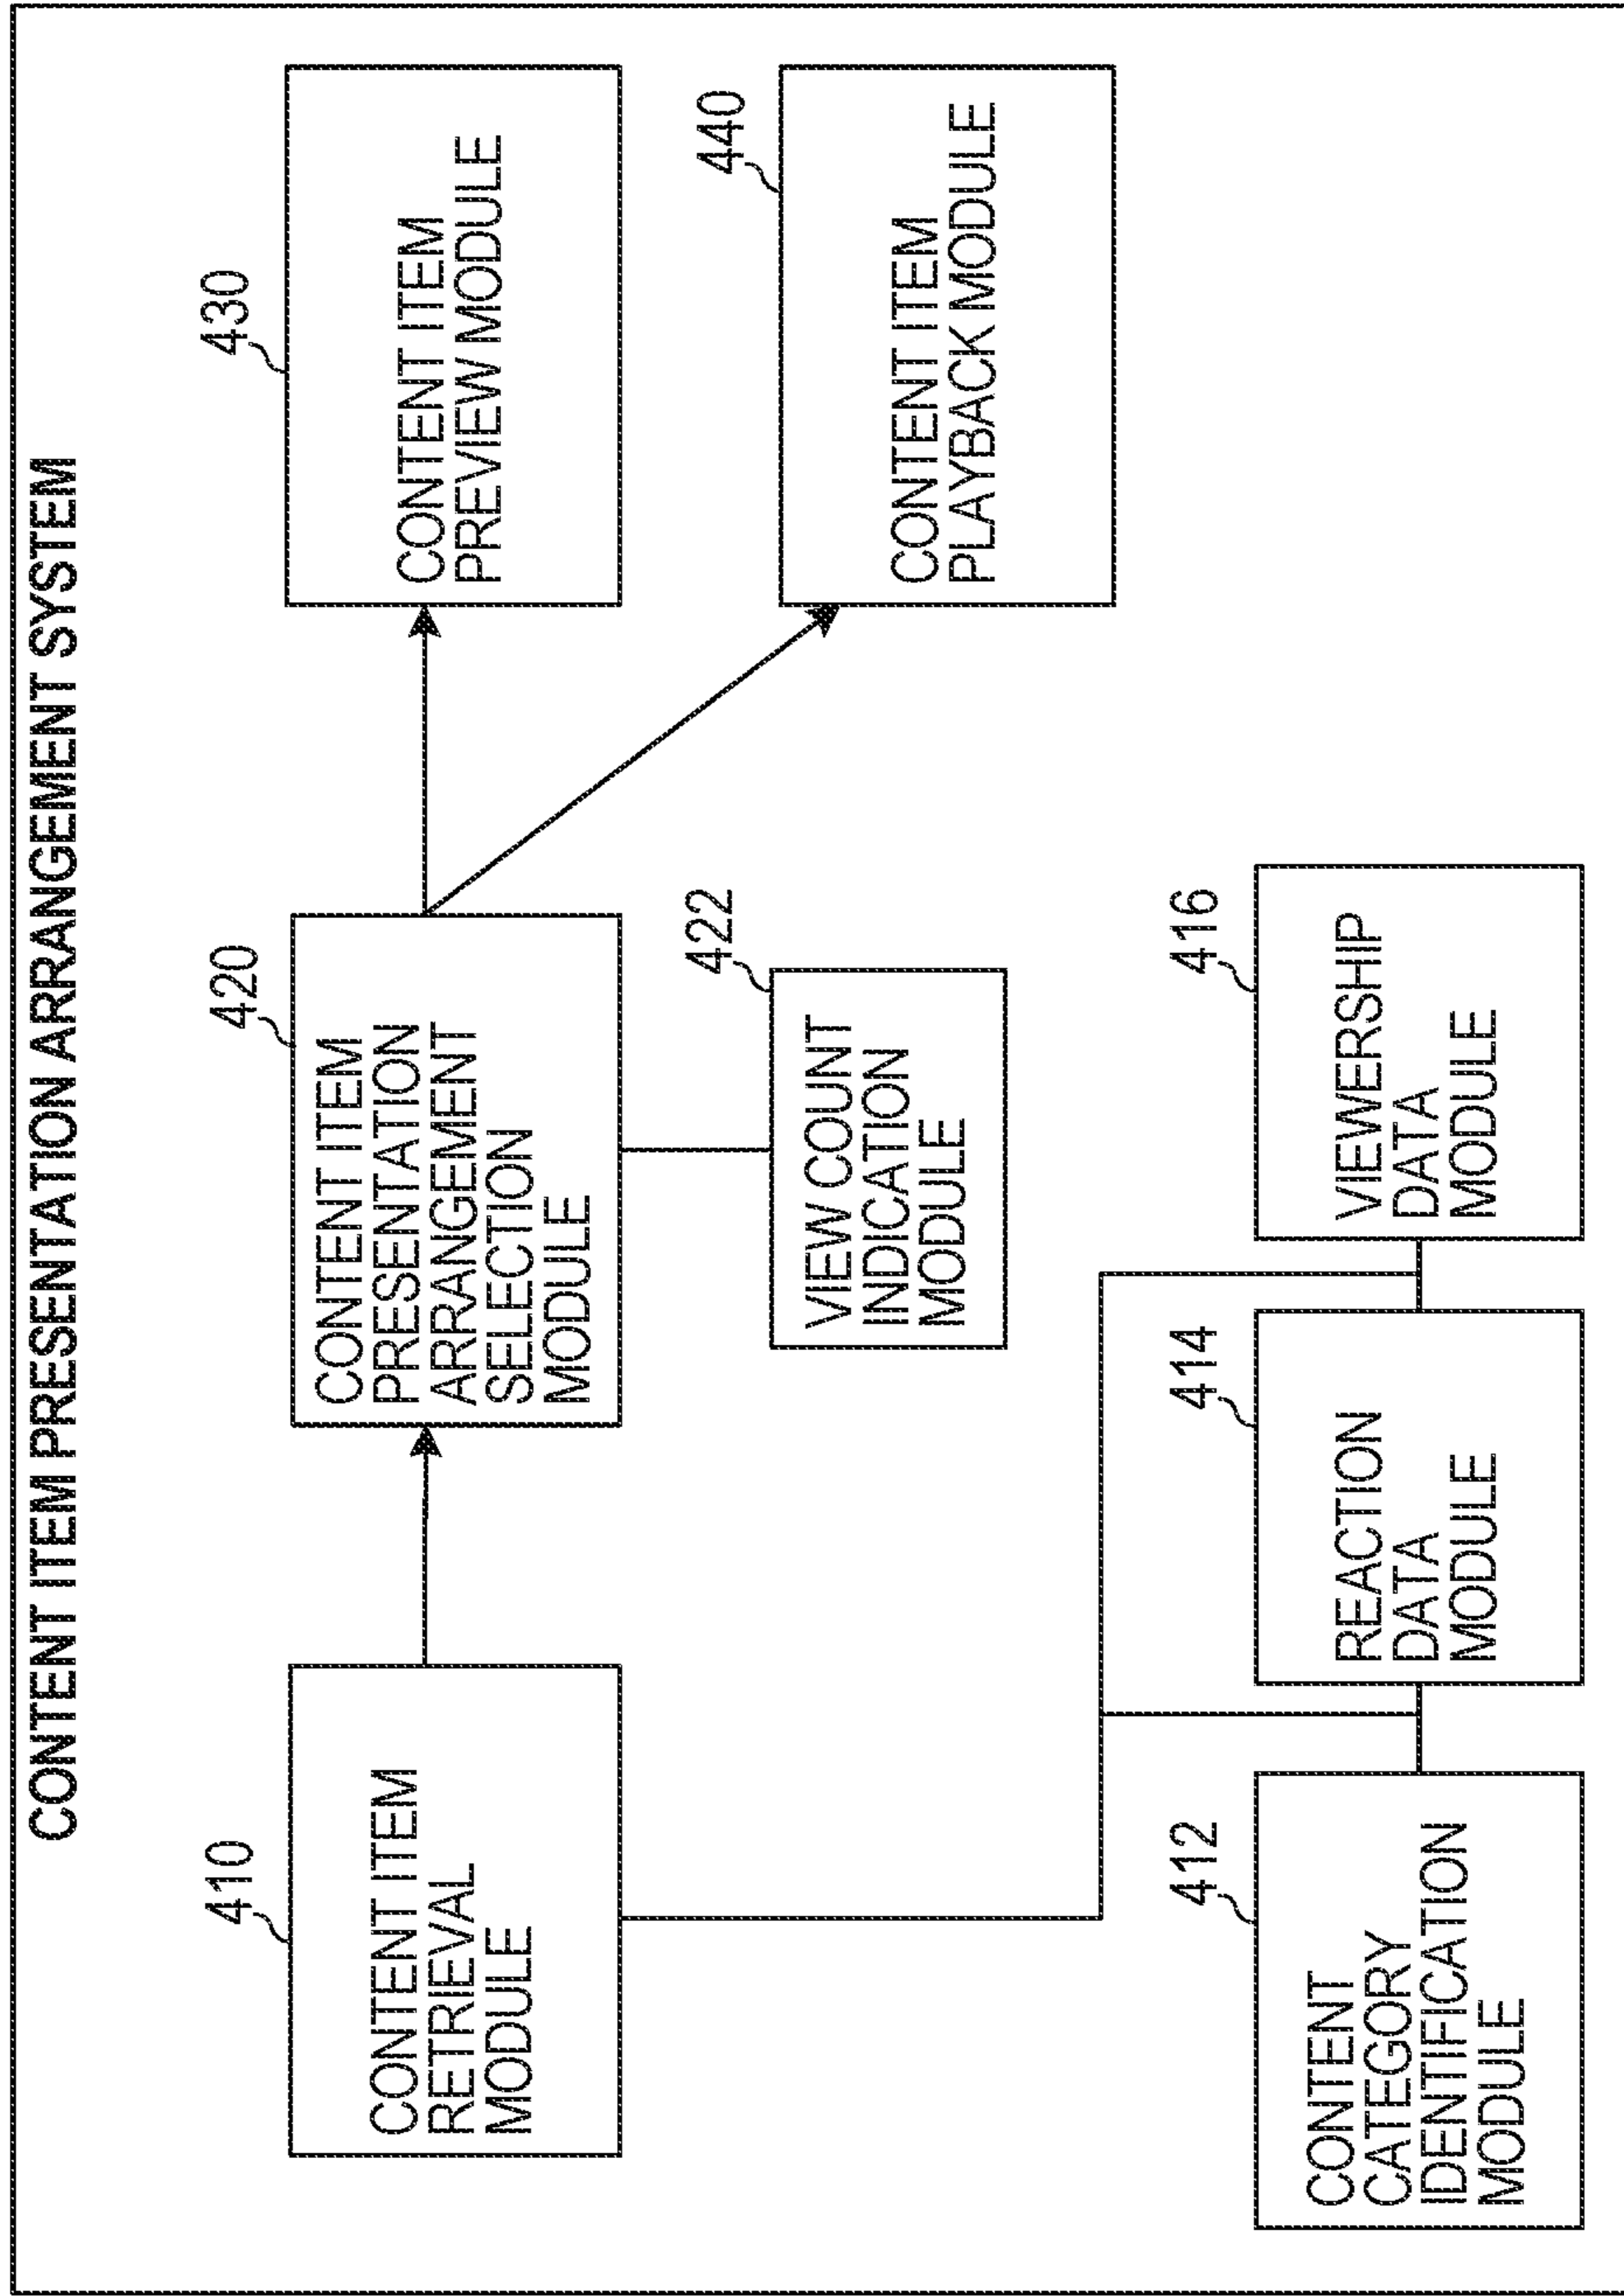 CONTENT ITEM PRESENTATION ARRANGEMENT SYSTEM
410
CONTENT ITEM
RETRIEVAL
MODULE
420
CONTENT ITEM
PRESENTATION
ARRANGEMENT
SELECTION
MODULE
430
CONTENT ITEM
PREVIEW MODULE
422
VIEW COUNT
INDICATION
MODULE
440
CONTENT ITEM
PLAYBACK MODULE
412
CONTENT
CATEGORY
IDENTIFICATION
MODULE
414
REACTION
DATA
MODULE
416
VIEWERSHIP
DATA
MODULE